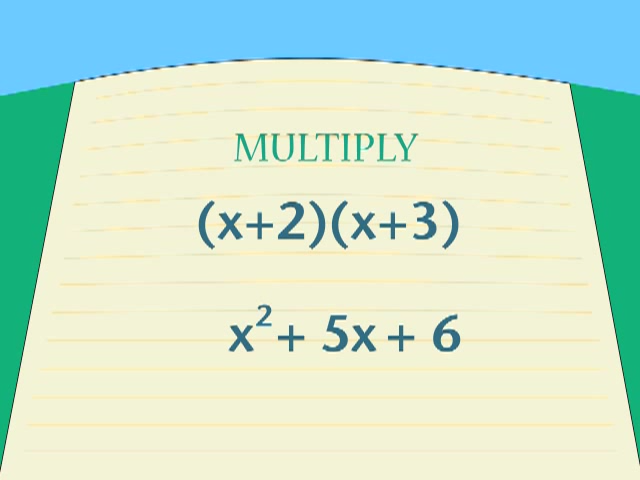 MULTIPLY
(x+2)(x+3)
x²+ 5x + 6